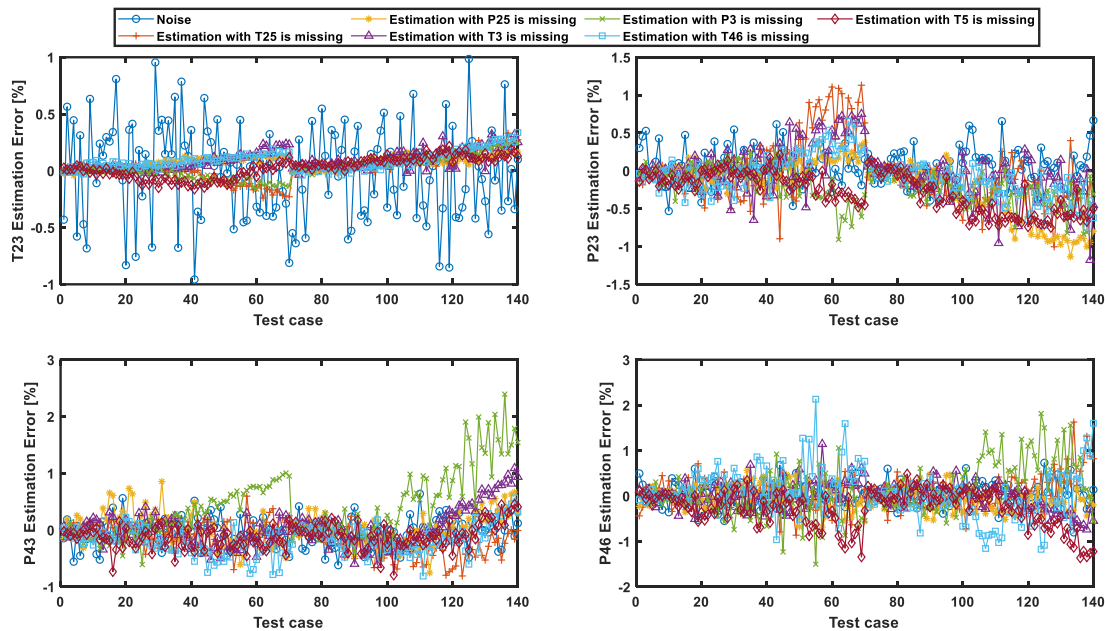 Noise
Estimation with P25 is missing
Estimation with P3 is missing
Estimation with T5 is missing
Estimation with T25 is missing
Estimation with T3 is missing
Estimation with T46 is missing
T23 Estimation Error [%]
1
0.5
0
-0.5
-1
0 20 40 60 80 100 120 140
Test case
P23 Estimation Error [%]
1.5
1
0.5
0
-0.5
-1
-1.5
0 20 40 60 80 100 120 140
Test case
P43 Estimation Error [%]
3
2
1
0
-1
0 20 40 60 80 100 120 140
Test case
P46 Estimation Error [%]
3
2
1
0
-1
-2
0 20 40 60 80 100 120 140
Test case